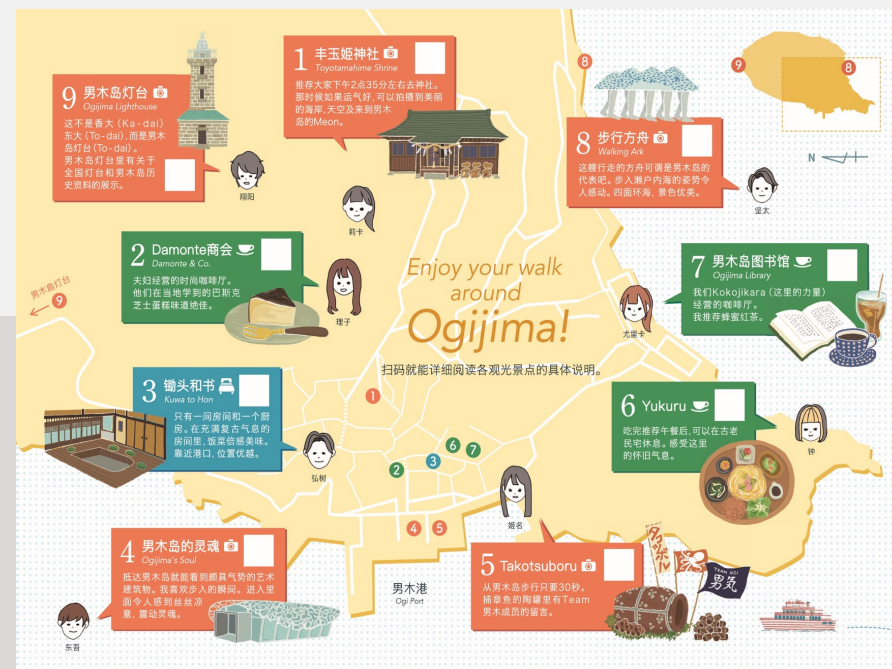 9 男木岛灯台
Ogijima Lighthouse
这不是香大（Ka-dai）
东大（To-dai），而是男木
岛灯台（To-dai）。
男木岛灯台里有关于
全国灯台和男木岛历
史资料的展示。
翔阳
1 丰玉姬神社
Toyotamahime Shrine
推荐大家下午2点35分左右去神社。
那时候如果运气好，可以拍摄到美丽
的海岸，天空及来到男木
岛的Meon。
莉卡
8
8 步行方舟
Walking Ark
这艘行走的方舟可谓是男木岛的
代表吧。步入濑户内海的姿势令
人感动。四面环海，景色优美。
坚太
9
8
N
2 Damonte商会
Damonte & Co.
夫妇经营的时尚咖啡厅。
他们在当地学到的巴斯克
芝士蛋糕味道绝佳。
理子
男木島灯台
9
Enjoy your walk
around
Ogijima!
扫码就能详细阅读各观光景点的具体说明。
7 男木岛图书馆
Ogijima Library
我们Kokojikara（这里的力量）
经营的咖啡厅。
我推荐蜂蜜红茶。
尤里卡
3 锄头和书
Kuwa to Hon
只有一间房间和一个厨
房。在充满复古气息的
房间里，饭菜倍感美味。
靠近港口，位置优越。
弘树
1
6
7
3
2
4
5
6 Yukuru
吃完推荐午餐后，可以在古老
民宅休息。感受这里
的怀旧气息。
钟
姬名
4 男木岛的灵魂
Ogijima's Soul
抵达男木岛就能看到颇具气势的艺术
建筑物。我喜欢步入的瞬间。进入里
面令人感到丝丝凉
意，震动灵魂。
东吾
男木港
Ogi Port
5 Takotsuboru
从男木岛步行只要30秒。
捕章鱼的陶罐里有Team
男木成员的留言。
タコツボル
TEAM OGI
男気